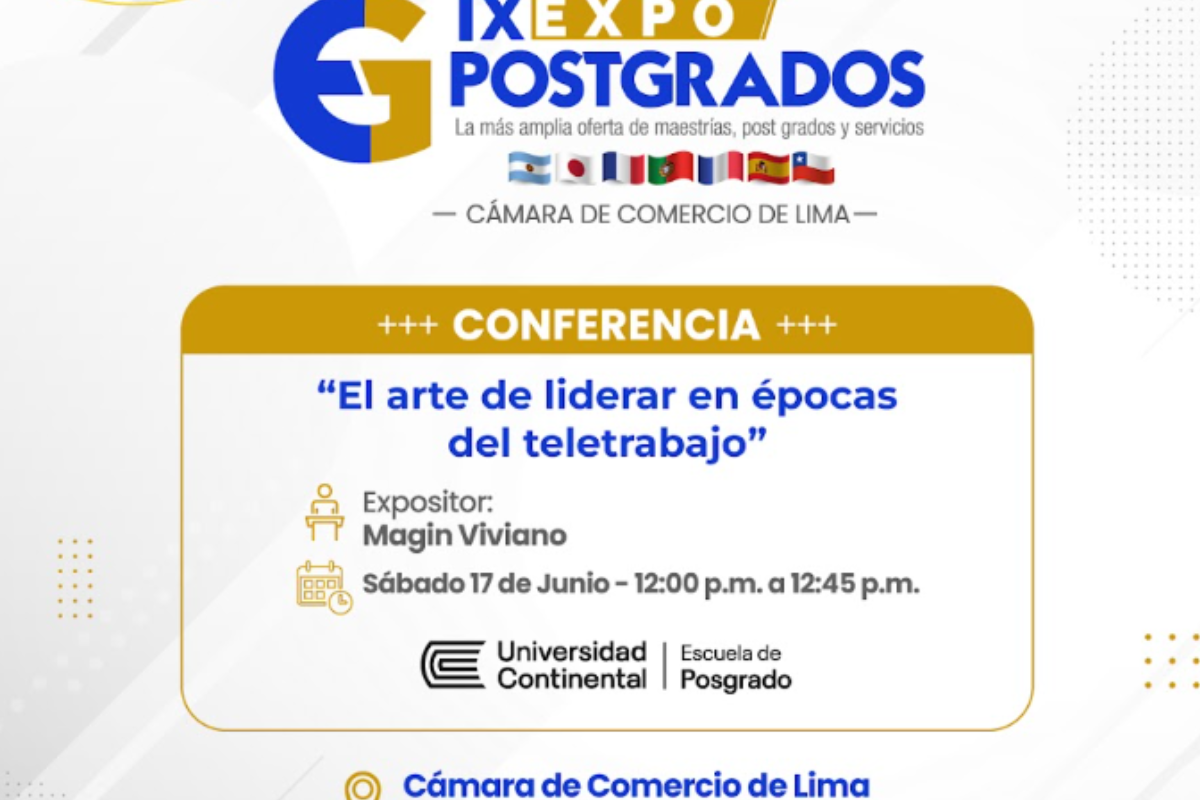 IX EXPO
POSTGRADOS
La más amplia oferta de maestrías, post grados y servicios
— CÁMARA DE COMERCIO DE LIMA —
+++ CONFERENCIA +++
“El arte de liderar en épocas
del teletrabajo”
Expositor:
Magin Viviano
Sábado 17 de Junio - 12:00 p.m. a 12:45 p.m.
Universidad
Continental
Escuela de
Posgrado
Cámara de Comercio de Lima